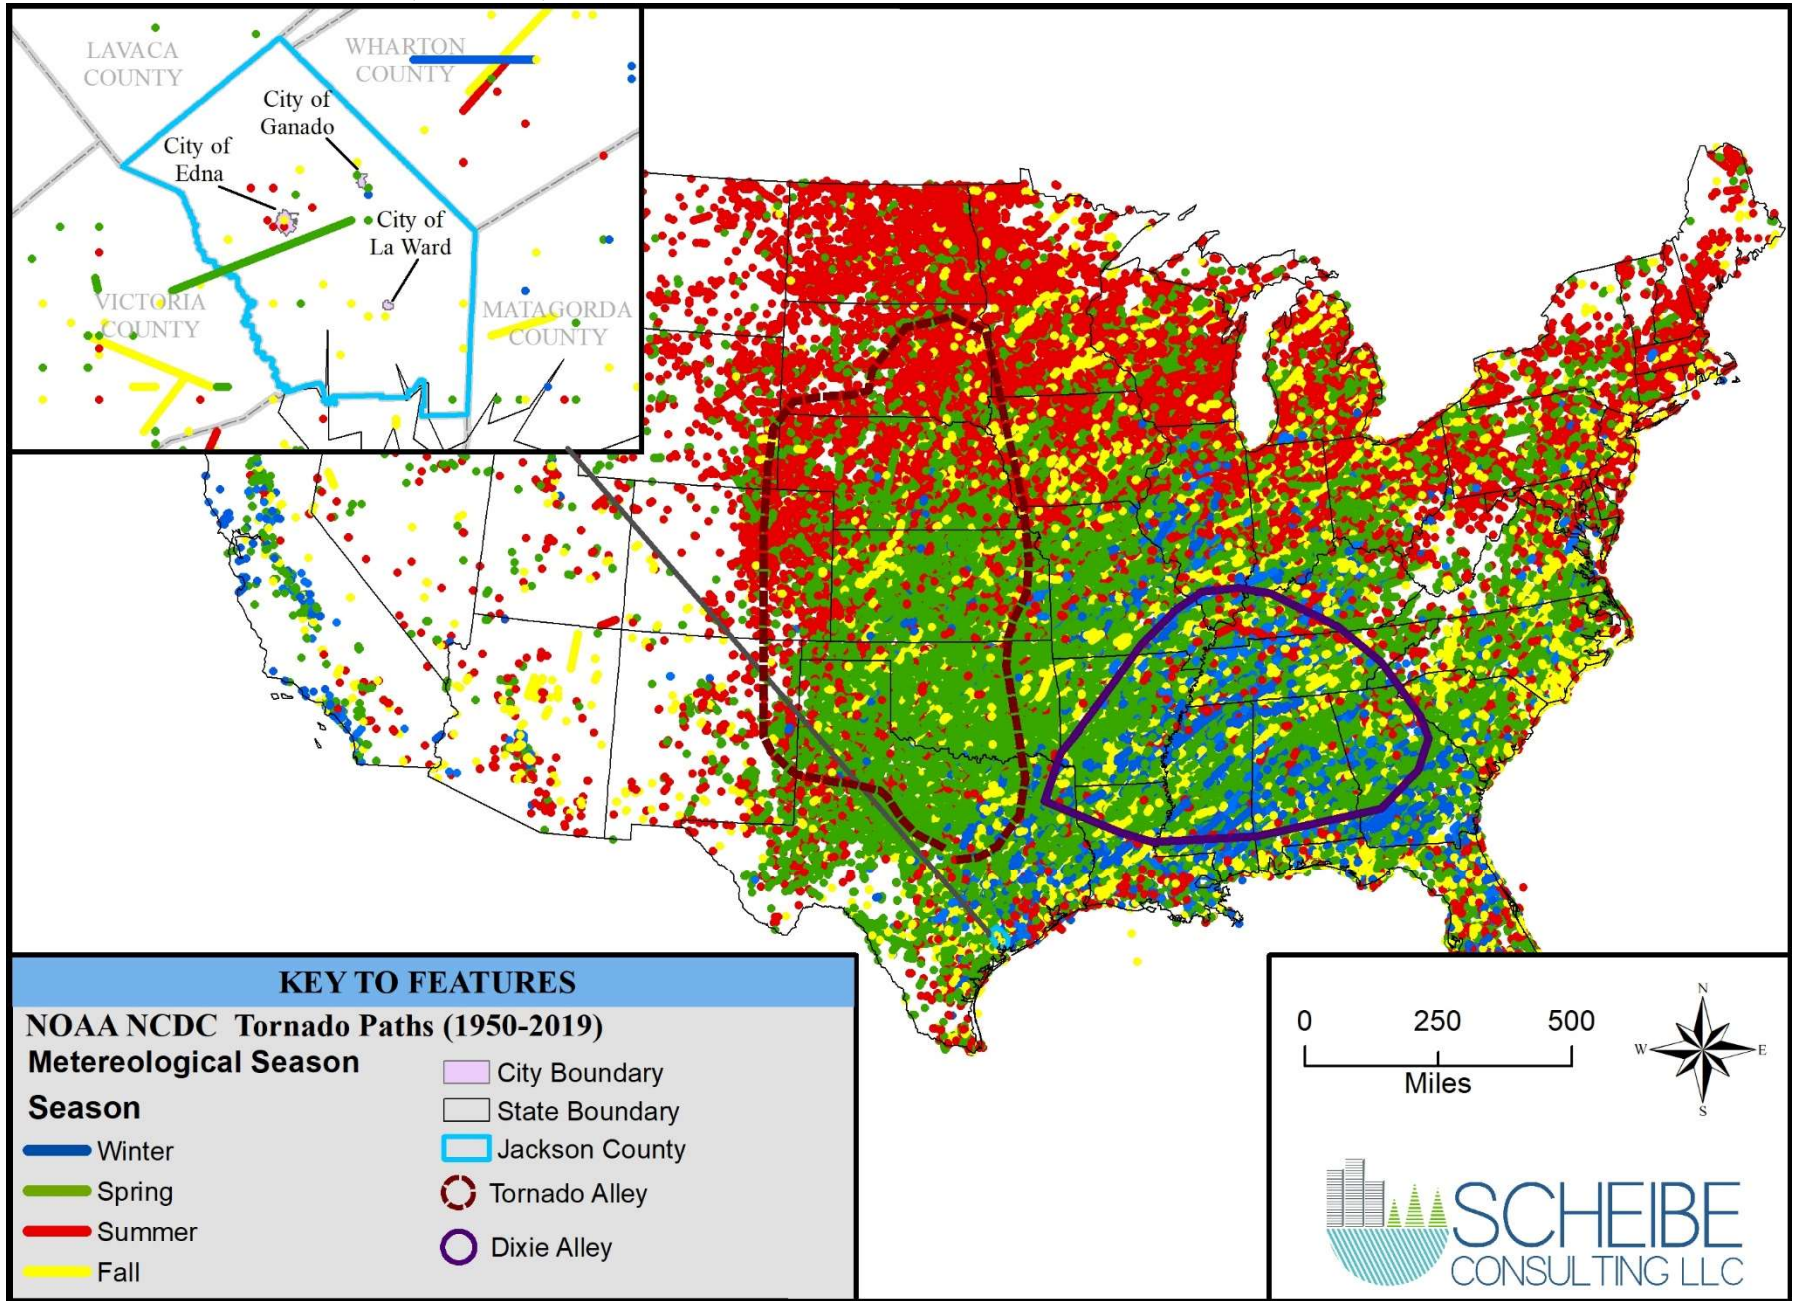 LAVACA
COUNTY
WHARTON
COUNTY
City of
Ganado
City of
Edna
City of
La Ward
VICTORIA
COUNTY
MATAGORDA
COUNTY
KEY TO FEATURES
NOAA NCDC Tornado Paths (1950-2019)
Metereological Season
Season
Winter
Spring
Summer
Fall
City Boundary
State Boundary
Jackson County
Tornado Alley
Dixie Alley
0 250 500
Miles
N
W E
S
SCHEIBE
CONSULTING LLC